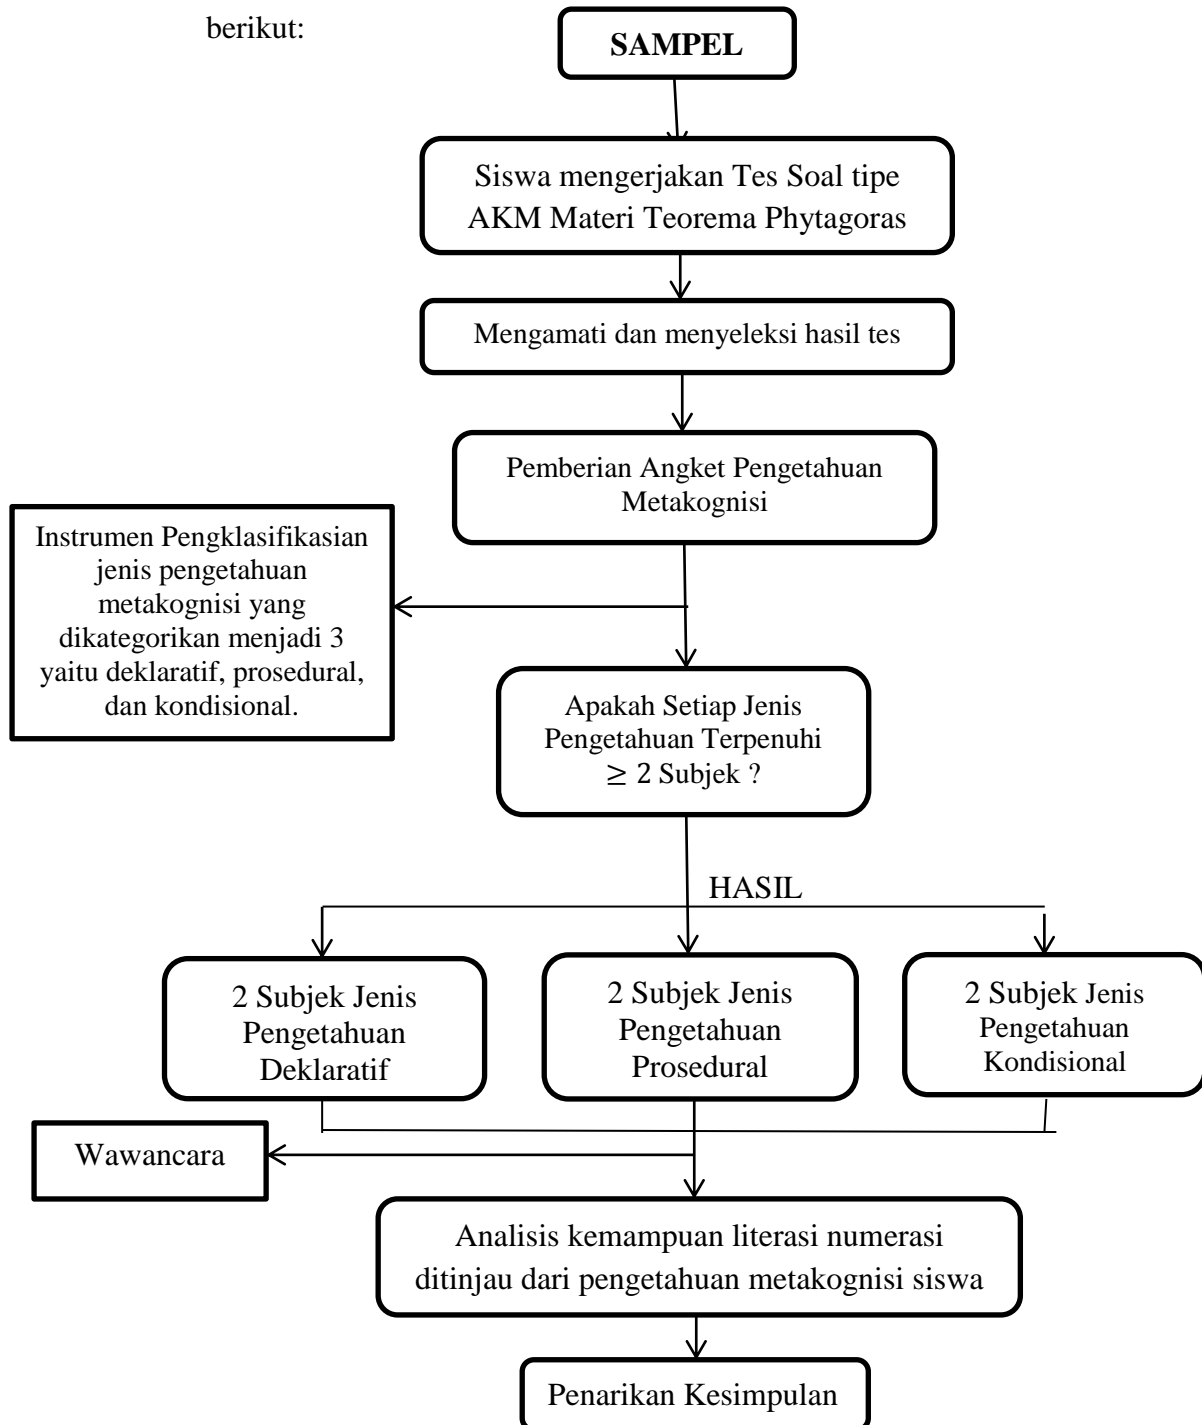 berikut:
SAMPEL
Siswa mengerjakan Tes Soal tipe
AKM Materi Teorema Phytagoras
Mengamati dan menyeleksi hasil tes
Pemberian Angket Pengetahuan
Metakognisi
Instrumen Pengklasifikasian
jenis pengetahuan
metakognisi yang
dikategorikan menjadi 3
yaitu deklaratif, prosedural,
dan kondisional.
Apakah Setiap Jenis
Pengetahuan Terpenuhi
≥ 2 Subjek ?
HASIL
2 Subjek Jenis
Pengetahuan
Deklaratif
2 Subjek Jenis
Pengetahuan
Prosedural
2 Subjek Jenis
Pengetahuan
Kondisional
Wawancara
Analisis kemampuan literasi numerasi
ditinjau dari pengetahuan metakognisi siswa
Penarikan Kesimpulan